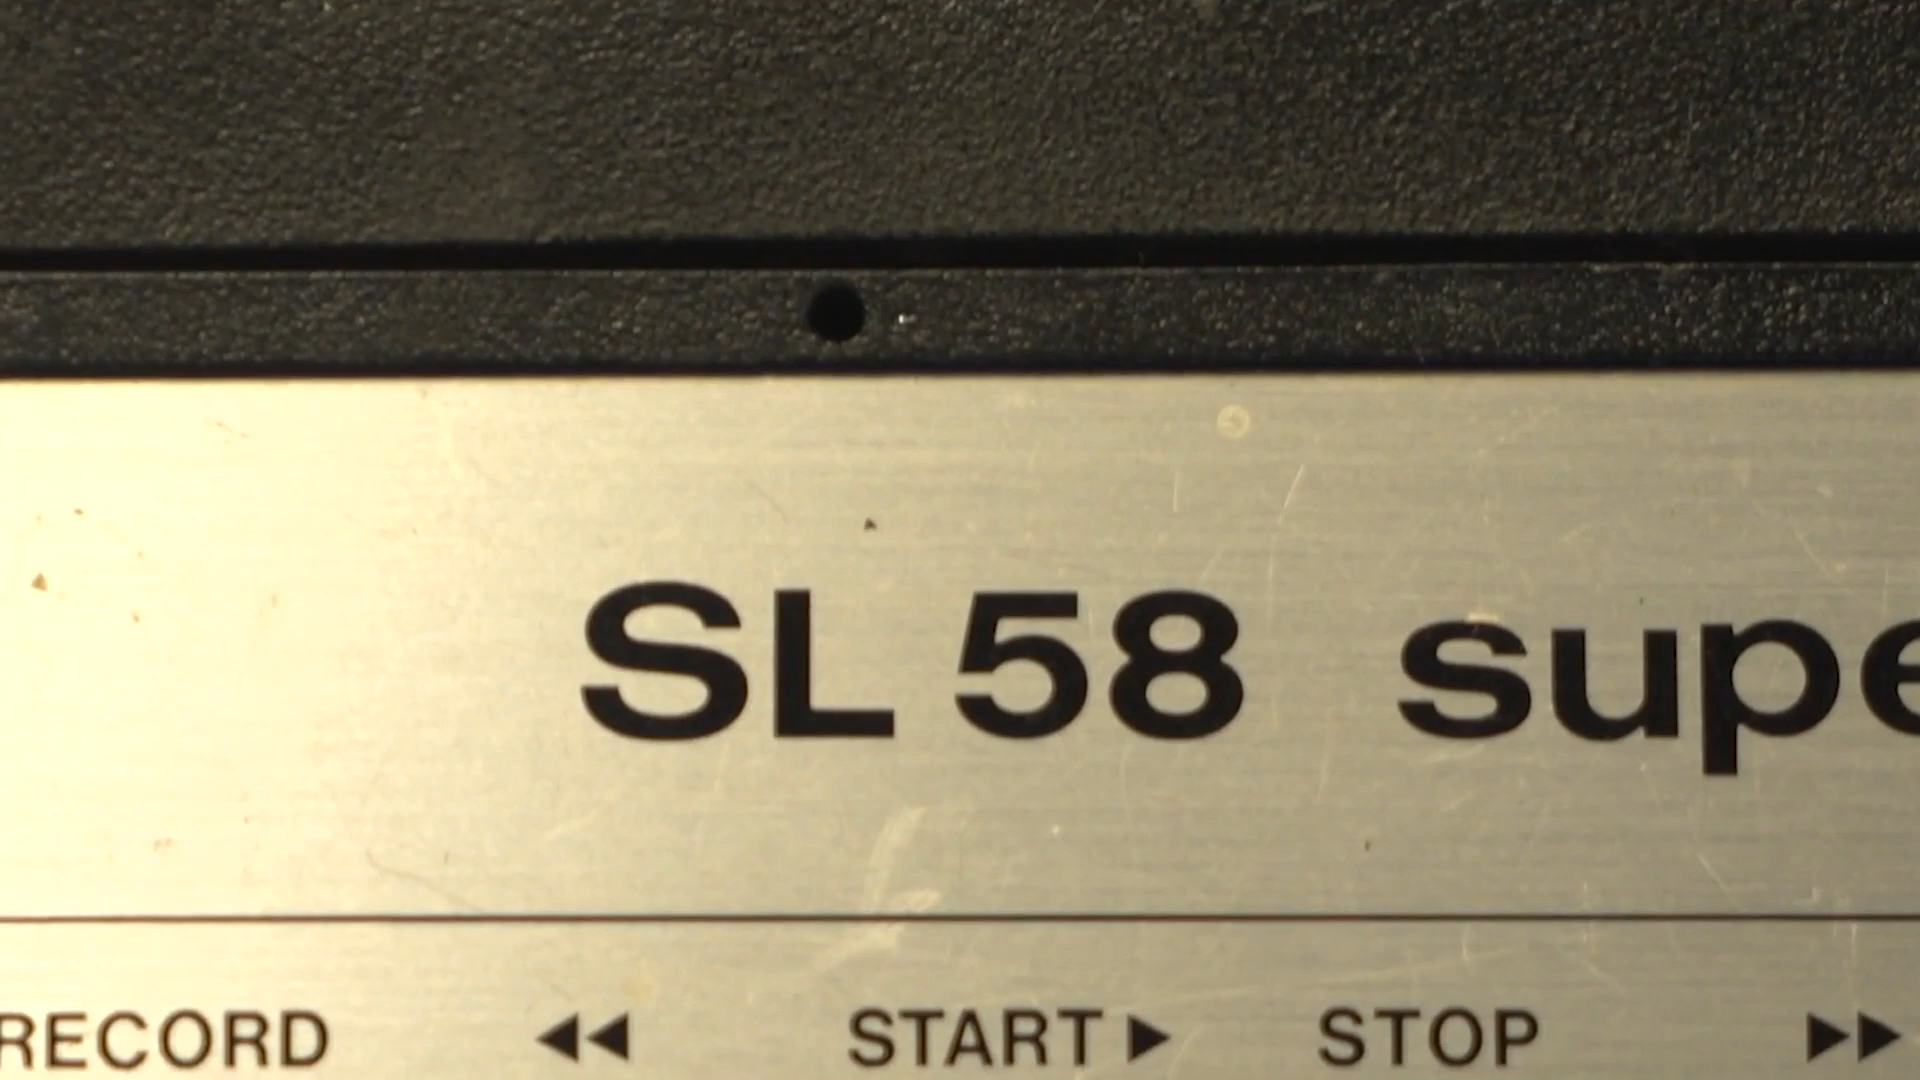 SL 58 supe
RECORD ◀◀ START ▶ STOP ▶▶